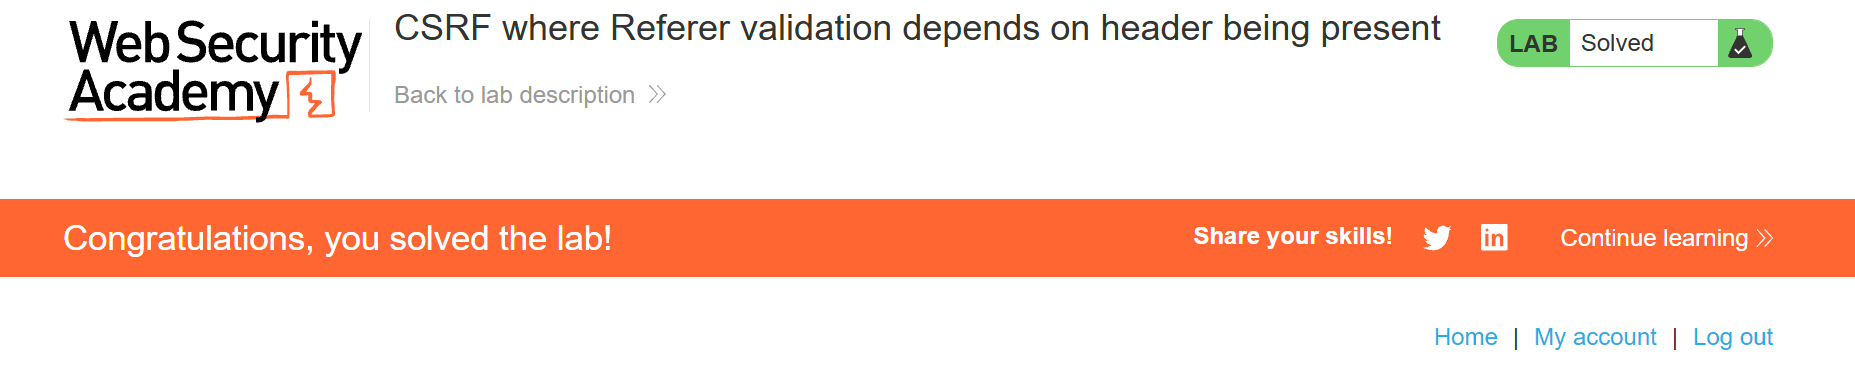 Web Security
Academy
CSRF where Referer validation depends on header being present
Back to lab description
LAB Solved
Congratulations, you solved the lab!
Share your skills!
in
Continue learning
Home | My account | Log out